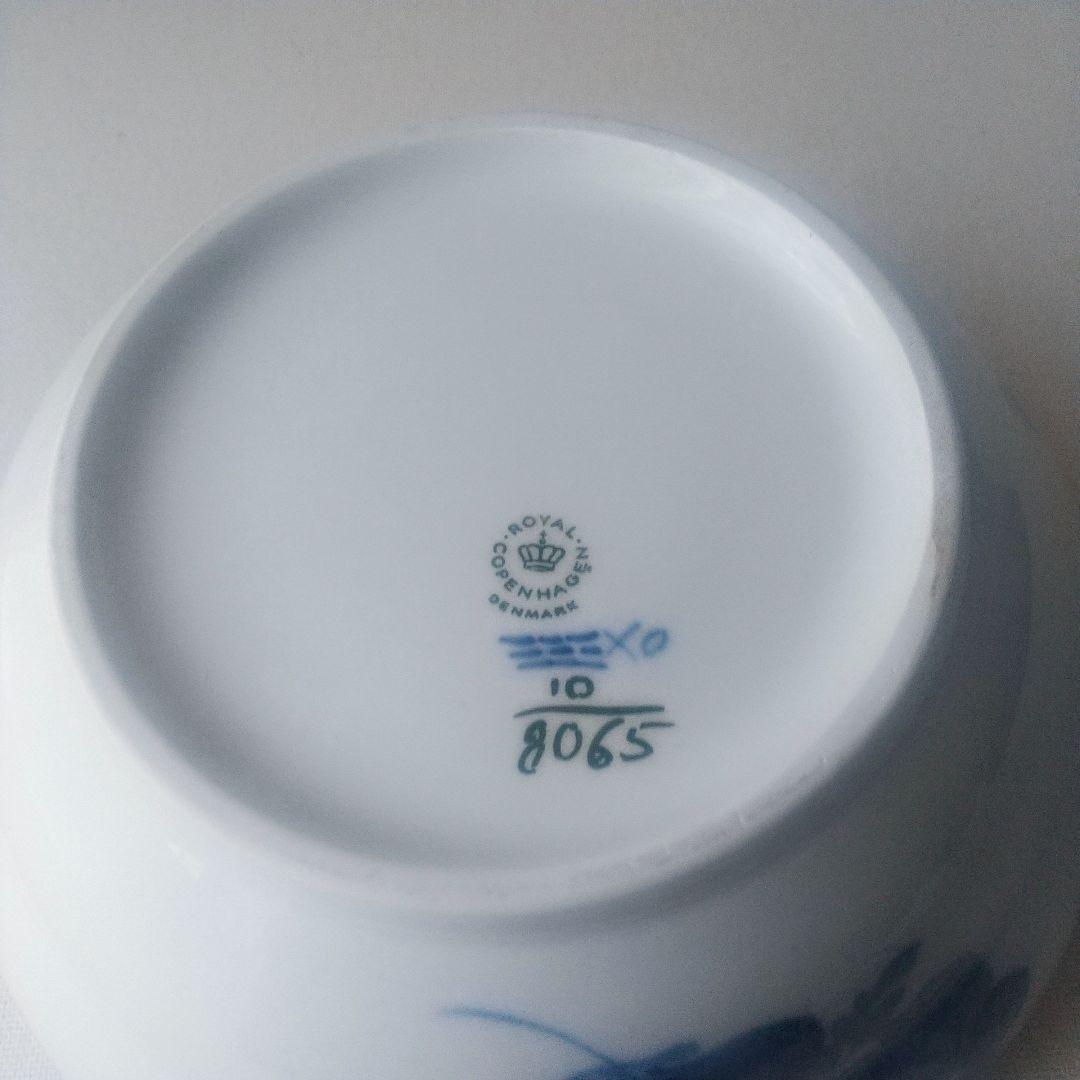 ROYAL
COPENHAGEN
DENMARK
XO
10
8065